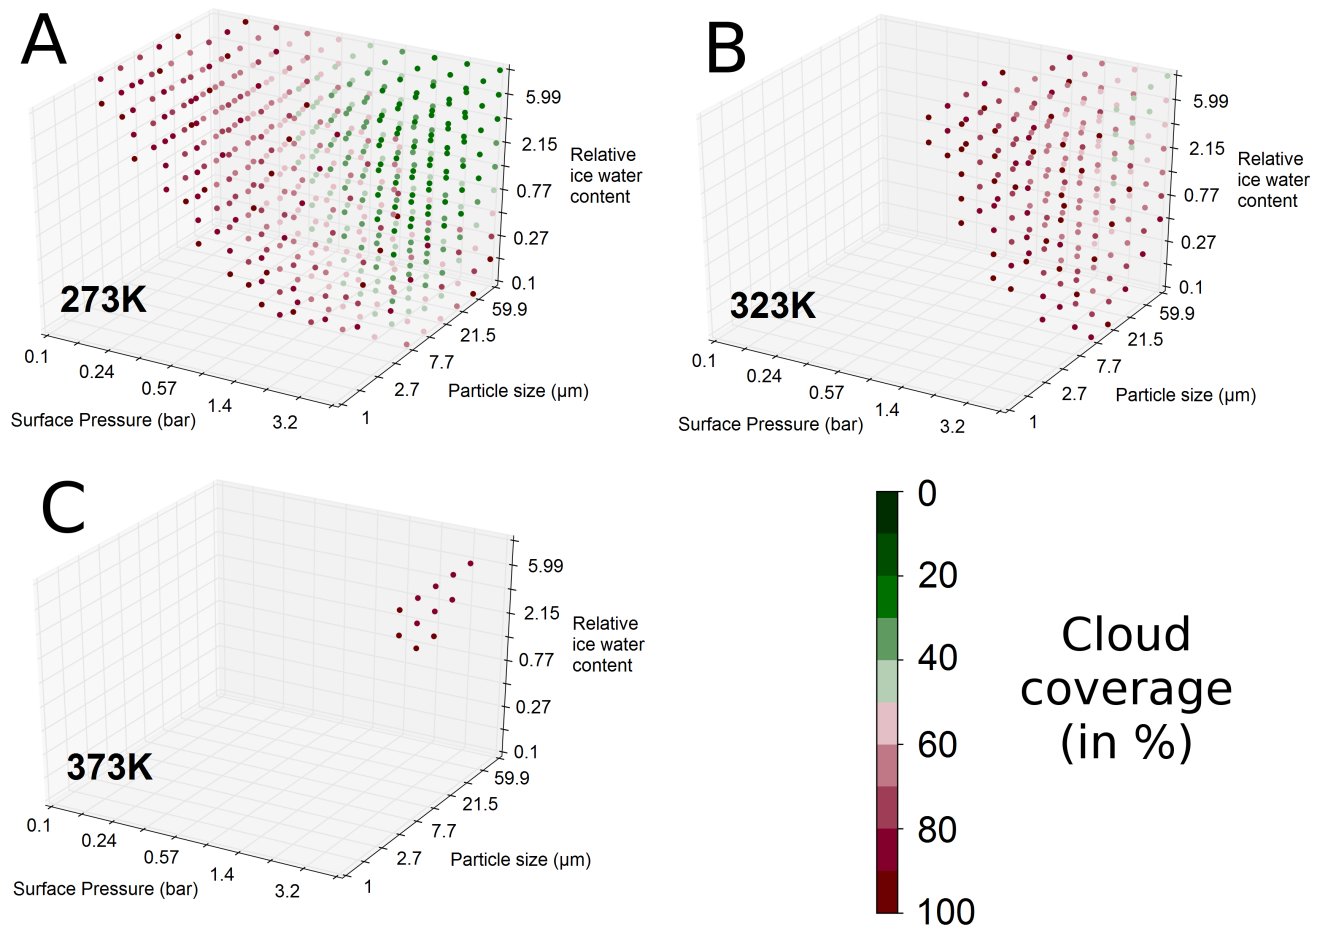 A
5.99
2.15
0.77
0.27
0.1
Relative
ice water
content
273K
59.9
21.5
7.7
2.7
1
Particle size (µm)
0.1
0.24
0.57
1.4
3.2
Surface Pressure (bar)
B
5.99
2.15
0.77
0.27
0.1
Relative
ice water
content
323K
59.9
21.5
7.7
2.7
1
Particle size (µm)
0.1
0.24
0.57
1.4
3.2
Surface Pressure (bar)
C
5.99
2.15
0.77
0.27
0.1
Relative
ice water
content
373K
59.9
21.5
7.7
2.7
1
Particle size (µm)
0.1
0.24
0.57
1.4
3.2
Surface Pressure (bar)
0
20
40
60
80
100
Cloud
coverage
(in %)